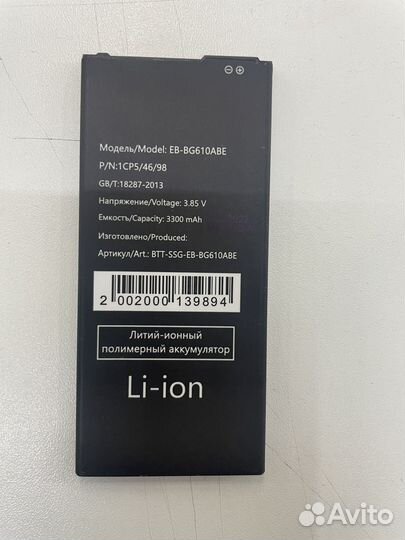 Модель/Model: EB-BG610ABE
P/N:1CP5/46/98
GB/T:18287-2013
Напряжение/Voltage: 3.85 V
Емкость/Capacity: 3300 mAh
Изготовлено/Produced:
Артикул/Art.: BTT-SSG-EB-BG610ABE
2 002000 139894
Литий-ионный
полимерный аккумулятор
Li-ion
Avito